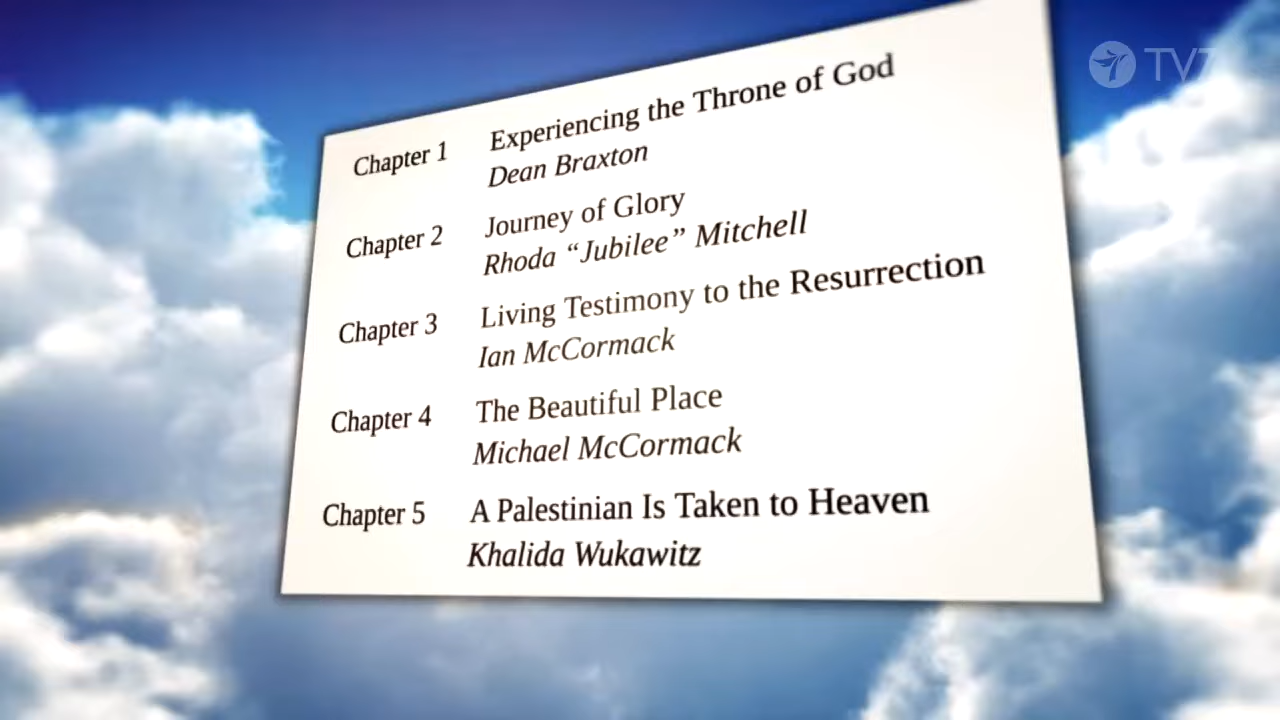 TV7
Chapter 1 Experiencing the Throne of God
Dean Braxton
Chapter 2 Journey of Glory
Rhoda “Jubilee” Mitchell
Chapter 3 Living Testimony to the Resurrection
Ian McCormack
Chapter 4 The Beautiful Place
Michael McCormack
Chapter 5 A Palestinian Is Taken to Heaven
Khalida Wukawitz